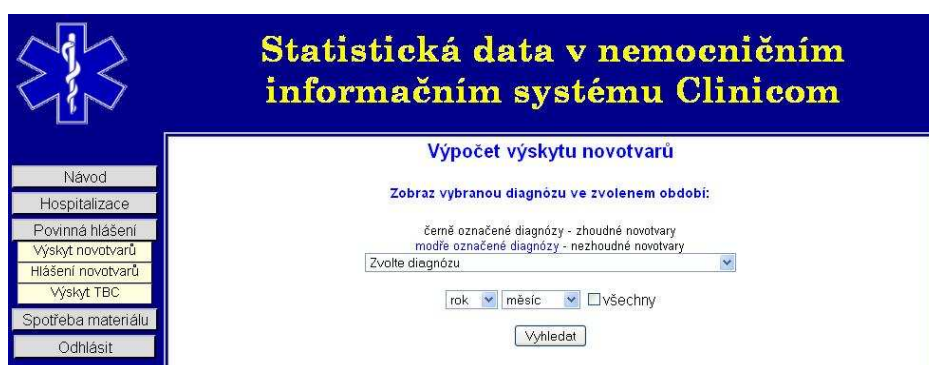 Statistická data v nemocničním
informačním systému Clinicom
Návod
Hospitalizace
Povinná hlášení
Výskyt novotvarů
Hlášení novotvarů
Výskyt TBC
Spotřeba materiálu
Odhlásit
Výpočet výskytu novotvarů
Zobraz vybranou diagnózu ve zvolenem období:
černě označené diagnózy - zhoudné novotvary
modře označené diagnózy - nezhoudné novotvary
Zvolte diagnózu
rok měsíc všechny
Vyhledat